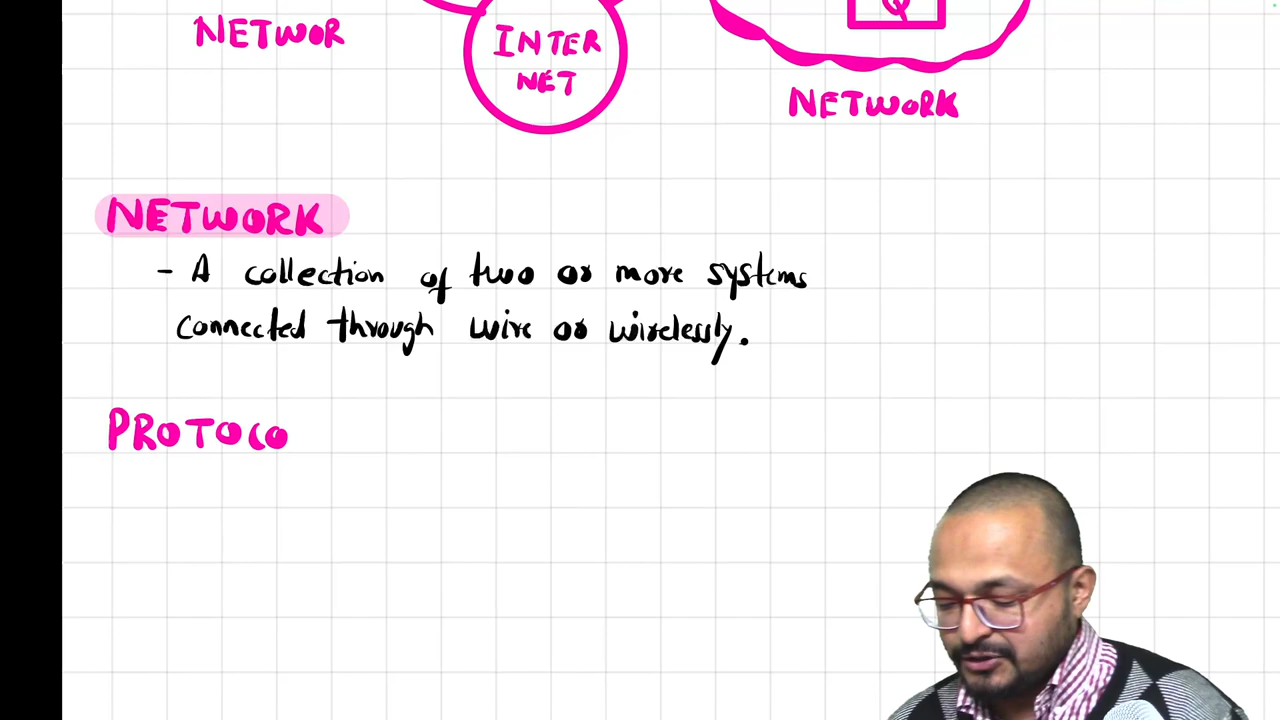 NETWOR
INTER
NET
Q
NETWORK
NETWORK
- A collection of two or more systems
connected through wire or wirelessly.
PROTOCO